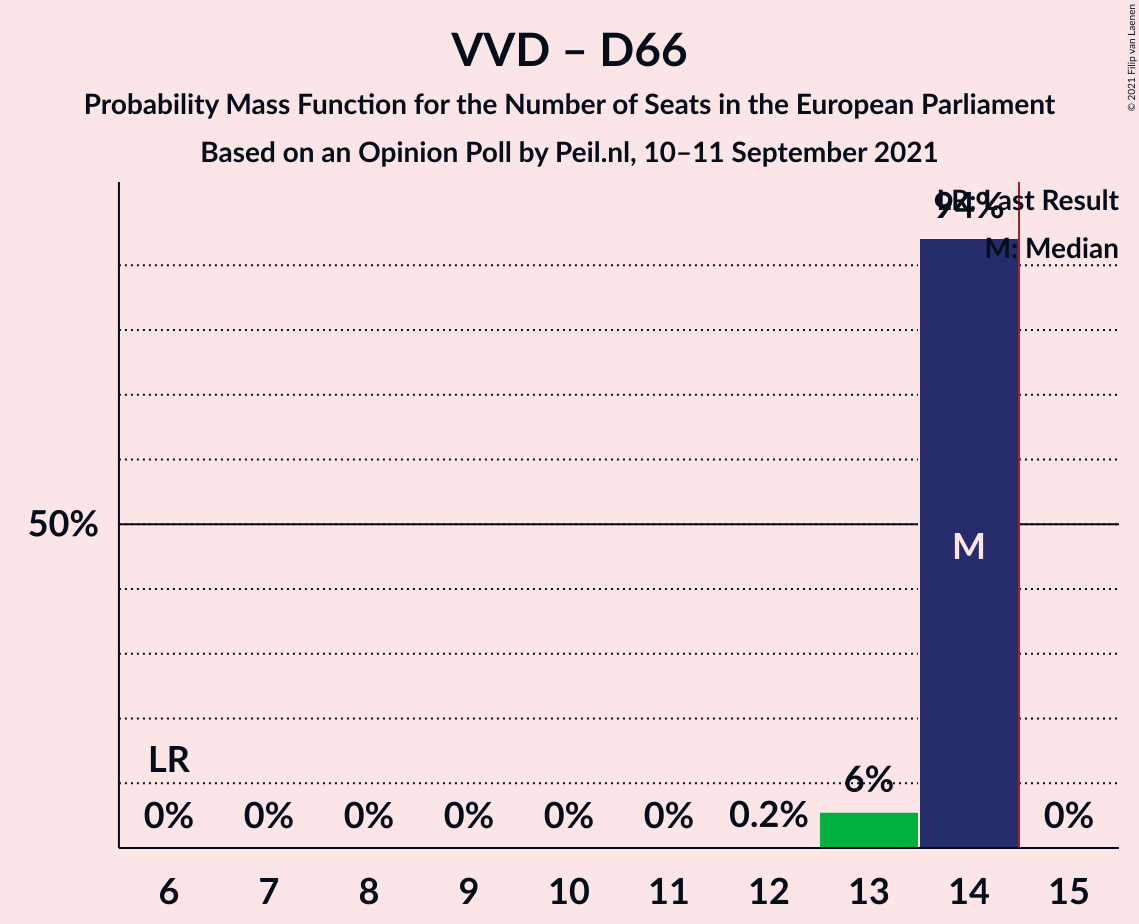 VVD – D66
Probability Mass Function for the Number of Seats in the European Parliament
Based on an Opinion Poll by Peil.nl, 10–11 September 2021
© 2021 Filip van Laenen
94%
LR: Last Result
M: Median
50%
M
LR
6%
0% 0% 0% 0% 0% 0% 0.2% 0%
6 7 8 9 10 11 12 13 14 15